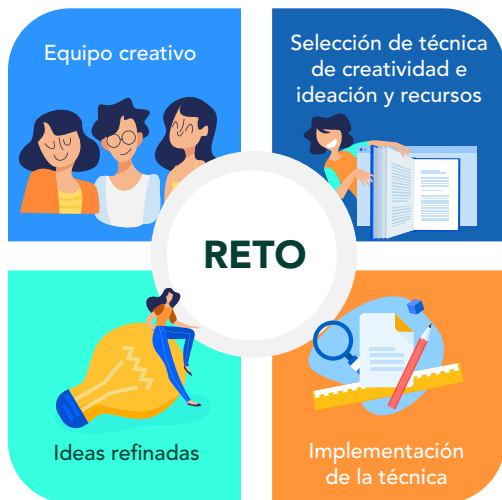 Equipo creativo
Selección de técnica
de creatividad e
ideación y recursos
RETO
Ideas refinadas
Implementación
de la técnica